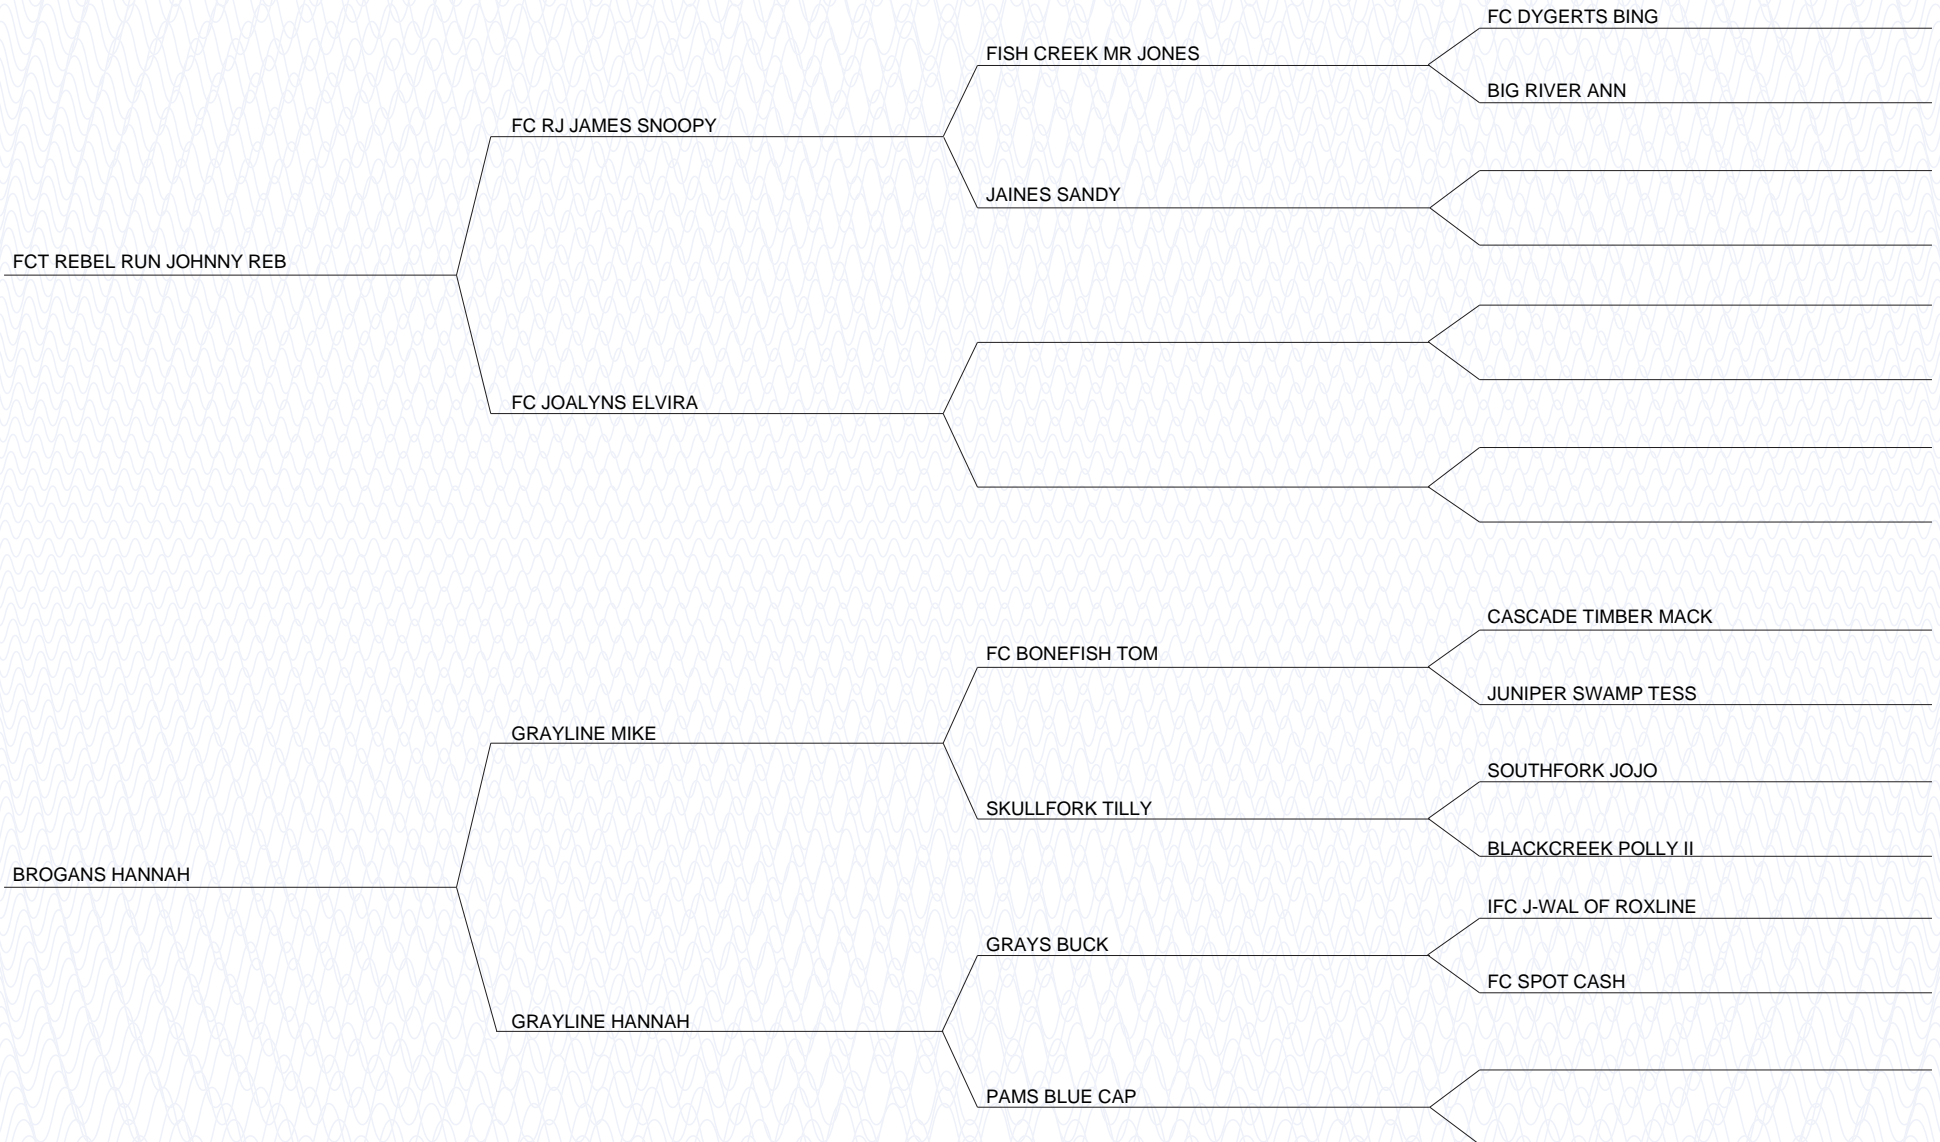 FC DYGERTS BING
FISH CREEK MR JONES
BIG RIVER ANN
FC RJ JAMES SNOOPY
JAINES SANDY
FCT REBEL RUN JOHNNY REB
FC JOALYNS ELVIRA
CASCADE TIMBER MACK
FC BONEFISH TOM
JUNIPER SWAMP TESS
GRAYLINE MIKE
SOUTHFORK JOJO
SKULLFORK TILLY
BLACKCREEK POLLY II
BROGANS HANNAH
IFC J-WAL OF ROXLINE
GRAYS BUCK
FC SPOT CASH
GRAYLINE HANNAH
PAMS BLUE CAP